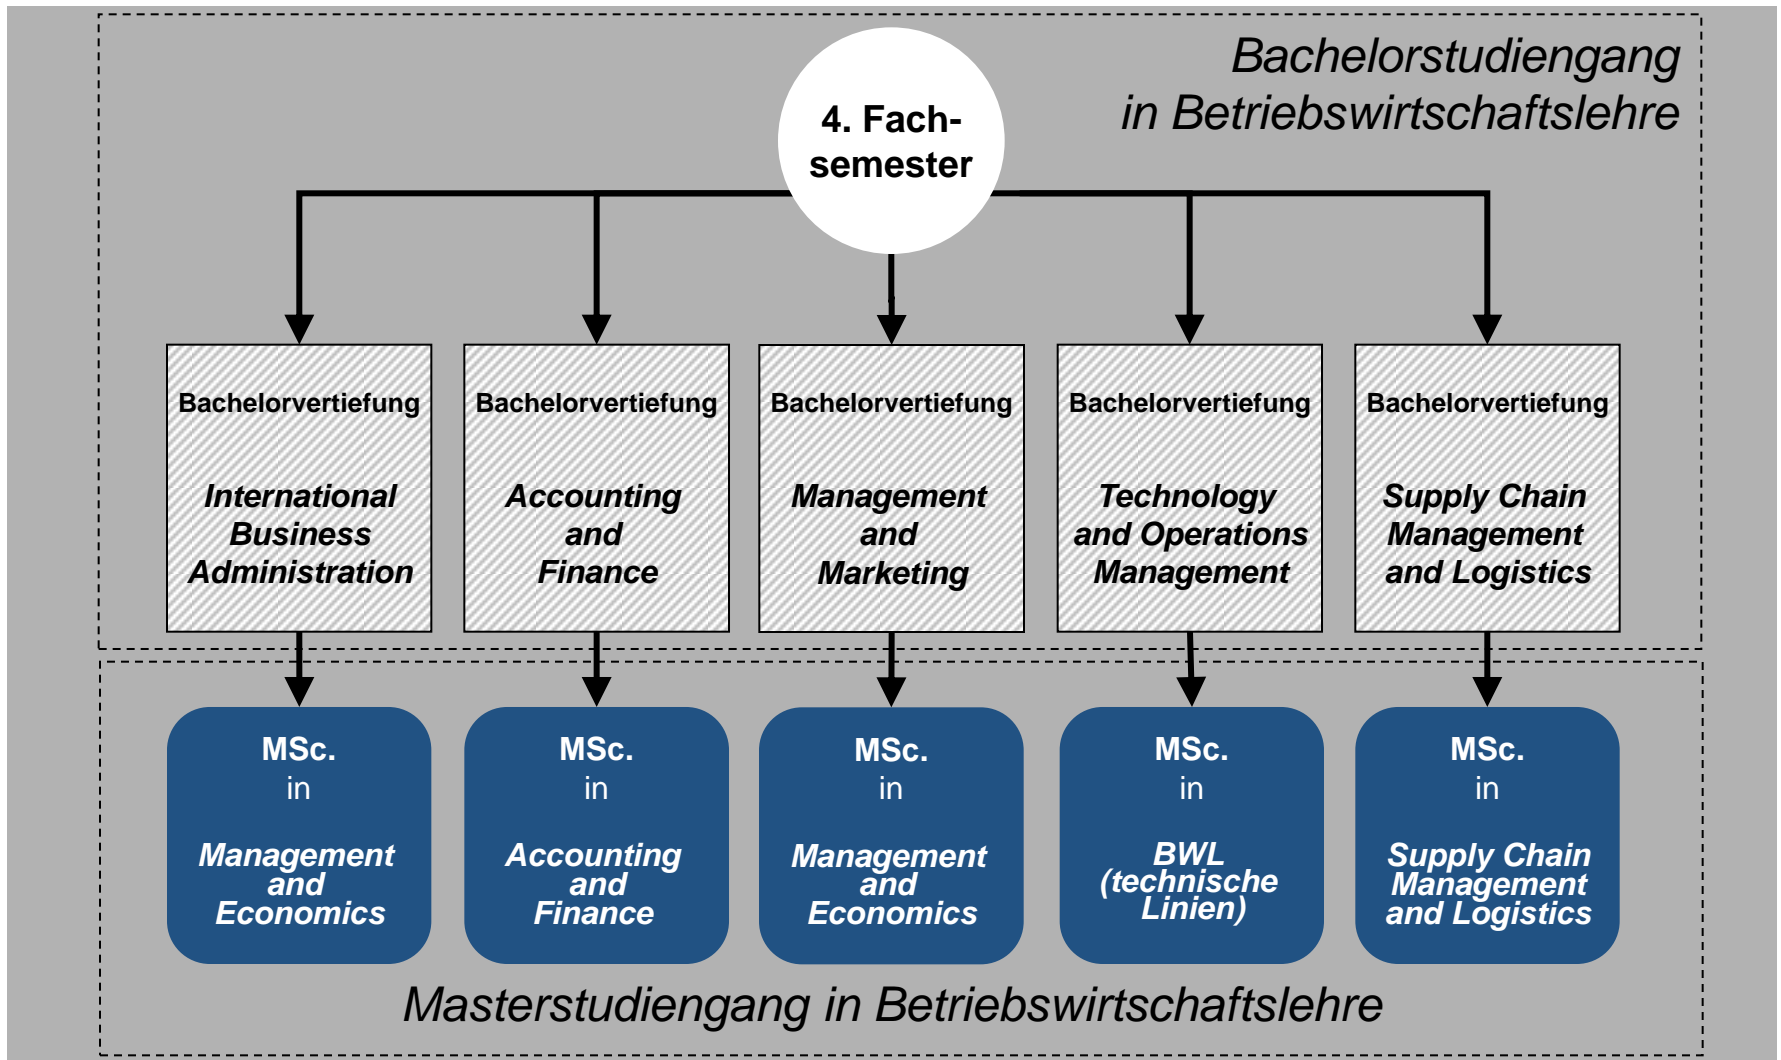 Bachelorstudiengang
in Betriebswirtschaftslehre
4. Fach-
semester
Bachelorvertiefung
International
Business
Administration
Bachelorvertiefung
Accounting
and
Finance
Bachelorvertiefung
Management
and
Marketing
Bachelorvertiefung
Technology
and Operations
Management
Bachelorvertiefung
Supply Chain
Management
and Logistics
MSc.
in
Management
and
Economics
MSc.
in
Accounting
and
Finance
MSc.
in
Management
and
Economics
MSc.
in
BWL
(technische
Linien)
MSc.
in
Supply Chain
Management
and Logistics
Masterstudiengang in Betriebswirtschaftslehre